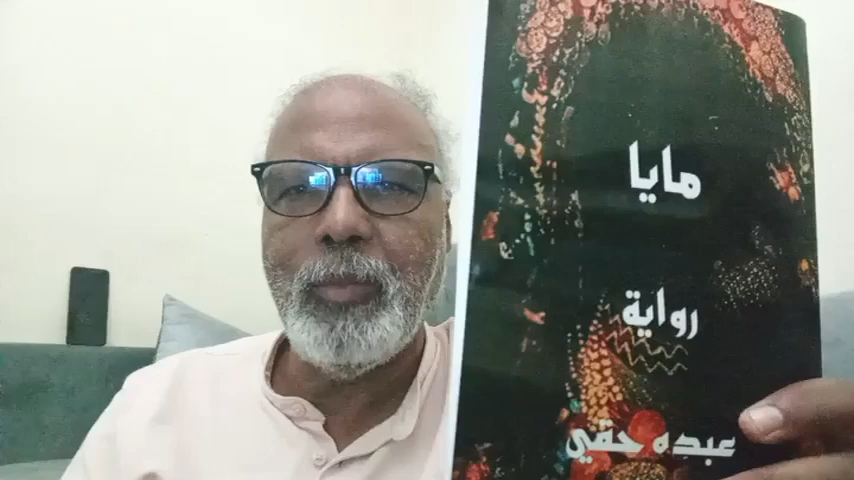 مايا
رواية
عبده حقي